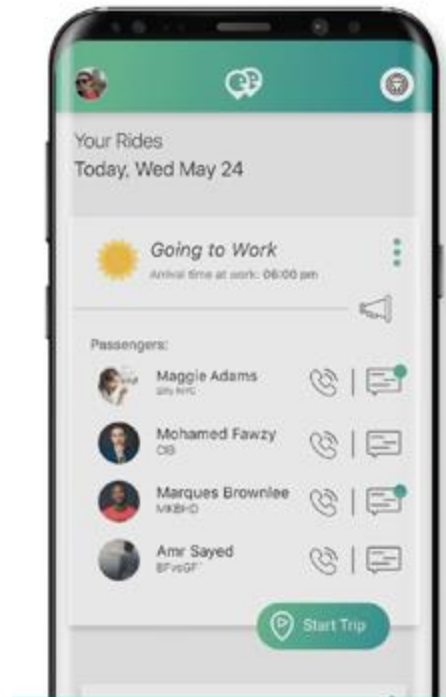 Your Rides
Today, Wed May 24
Going to Work
Arrival time at work: 06:00 pm
Passengers:
Maggie Adams
Mohamed Fawzy
CIB
Marques Brownlee
MKBHD
Amr Sayed
BFvsGF
Start Trip